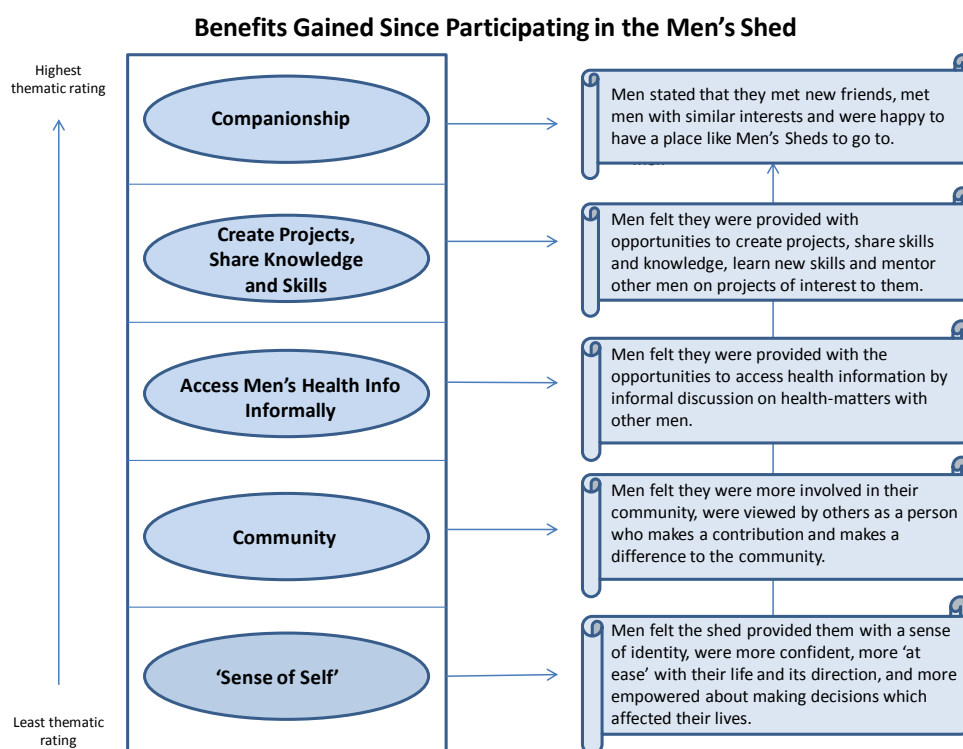 Benefits Gained Since Participating in the Men's Shed
Highest
thematic rating
Companionship
Men stated that they met new friends, met
men with similar interests and were happy to
have a place like Men's Sheds to go to.
Create Projects,
Share Knowledge
and Skills
Men felt they were provided with
opportunities to create projects, share skills
and knowledge, learn new skills and mentor
other men on projects of interest to them.
Access Men's Health Info
Informally
Men felt they were provided with the
opportunities to access health information by
informal discussion on health-matters with
other men.
Community
Men felt they were more involved in their
community, were viewed by others as a person
who makes a contribution and makes a
difference to the community.
'Sense of Self'
Men felt the shed provided them with a sense
of identity, were more confident, more 'at
ease' with their life and its direction, and more
empowered about making decisions which
affected their lives.
Least thematic
rating